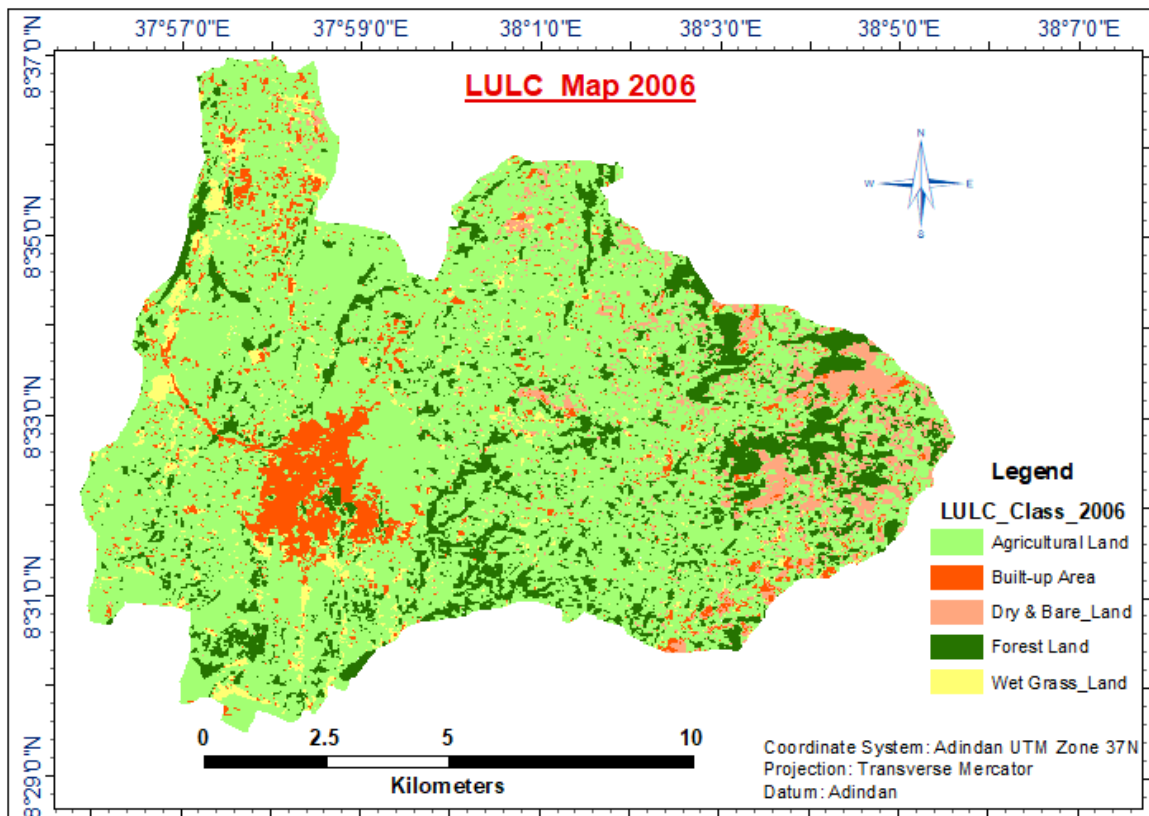 37°57'0"E 37°59'0"E 38°1'0"E 38°3'0"E 38°5'0"E 38°7'0"E
8°37'0"N
LULC Map 2006
N
W E
S
8°35'0"N
8°33'0"N
Legend
LULC_Class_2006
Agricultural Land
Built-up Area
Dry & Bare_Land
8°31'0"N
Forest Land
Wet Grass_Land
0 2.5 5 10
Kilometers
Coordinate System: Adindan UTM Zone 37N
Projection: Transverse Mercator
Datum: Adindan
8°29'0"N